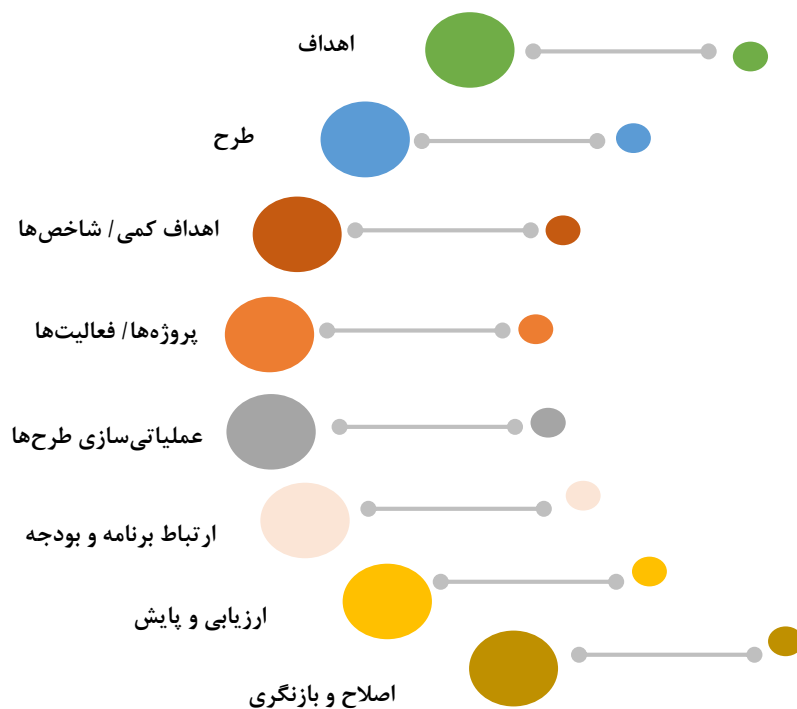 اهداف
طرح
اهداف کمی/ شاخص‌ها
پروژه‌ها/ فعالیت‌ها
عملیاتی‌سازی طرح‌ها
ارتباط برنامه و بودجه
ارزیابی و پایش
اصلاح و بازنگری